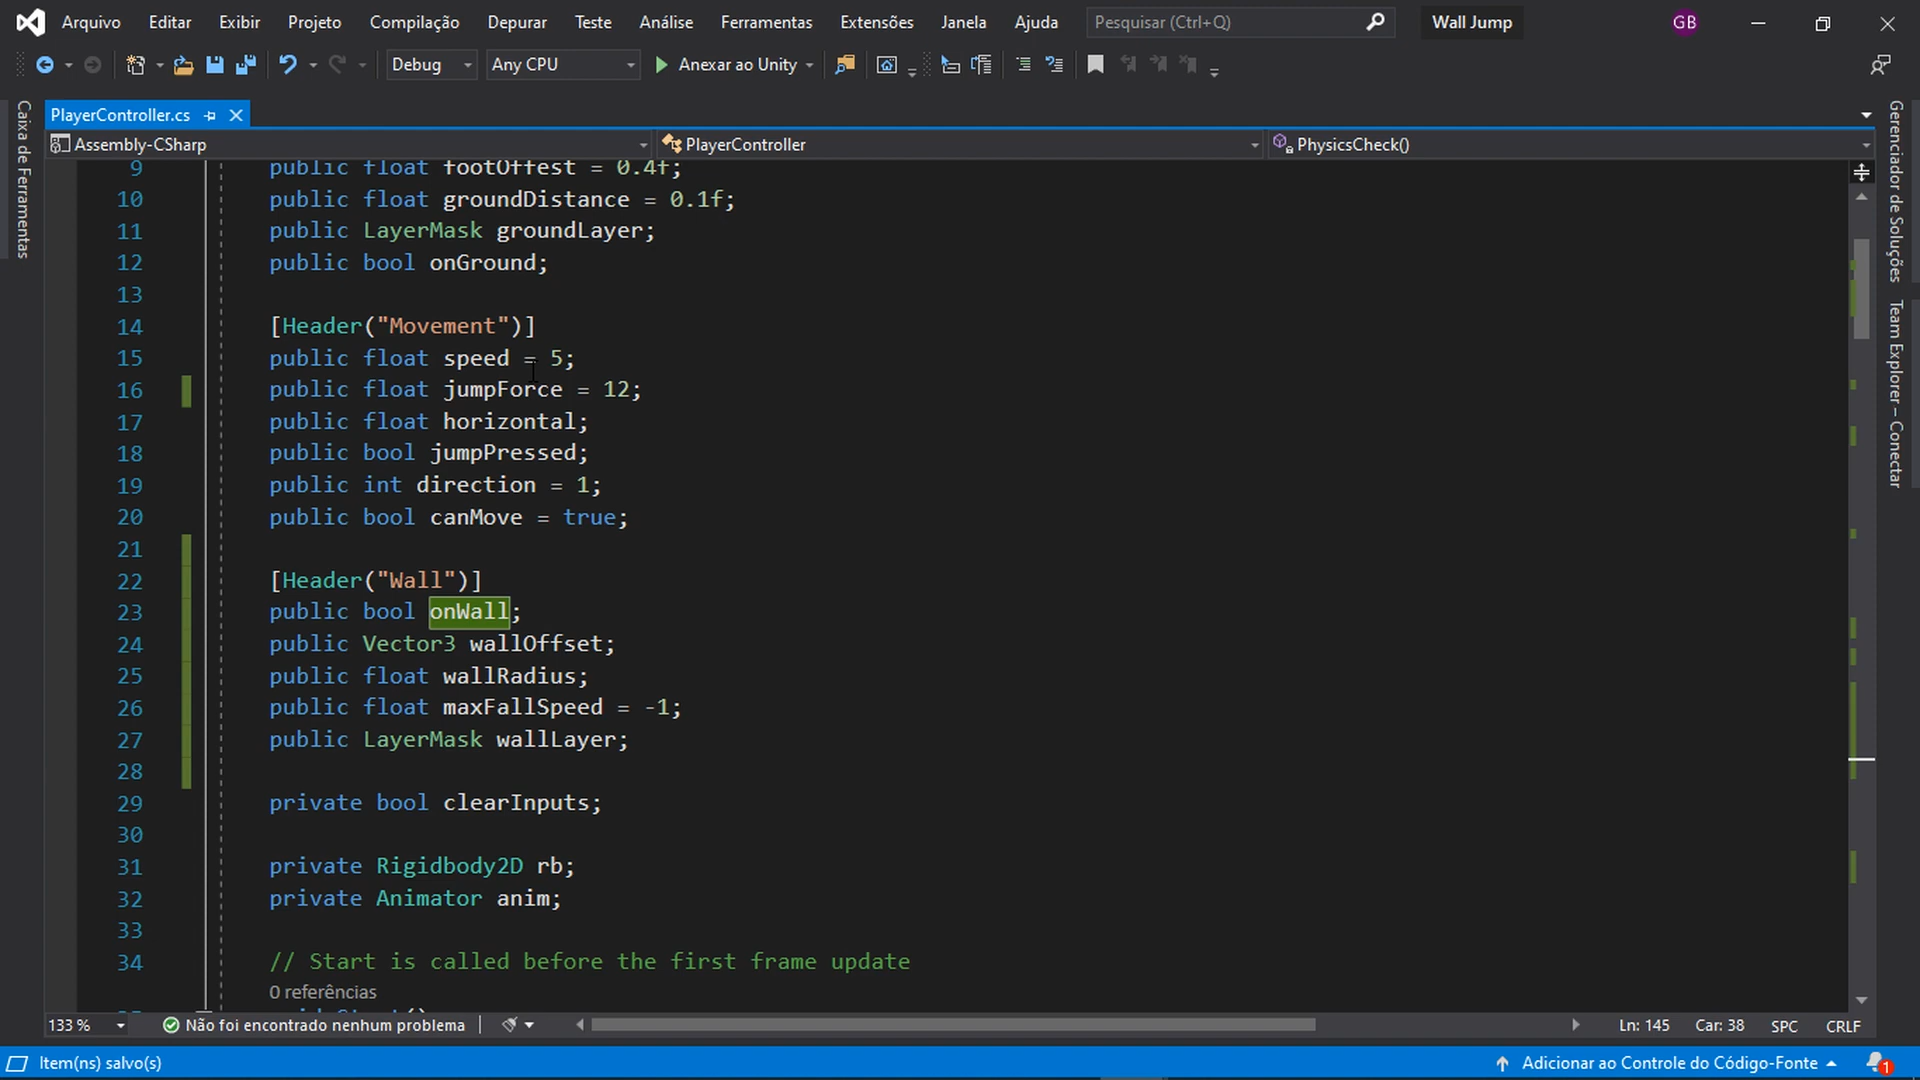 Arquivo Editar Exibir Projeto Compilação Depurar Teste Análise Ferramentas Extensões Janela Ajuda Pesquisar (Ctrl+Q) Wall Jump GB
Debug Any CPU Anexar ao Unity
Caixa de Ferramentas
PlayerController.cs
Assembly-CSharp PlayerController PhysicsCheck()
9 public float footOffest = 0.4f;
10 public float groundDistance = 0.1f;
11 public LayerMask groundLayer;
12 public bool onGround;
13
14 [Header("Movement")]
15 public float speed = 5;
16 public float jumpForce = 12;
17 public float horizontal;
18 public bool jumpPressed;
19 public int direction = 1;
20 public bool canMove = true;
21
22 [Header("Wall")]
23 public bool onWall;
24 public Vector3 wallOffset;
25 public float wallRadius;
26 public float maxFallSpeed = -1;
27 public LayerMask wallLayer;
28
29 private bool clearInputs;
30
31 private Rigidbody2D rb;
32 private Animator anim;
33
34 // Start is called before the first frame update
0 referências
Gerenciador de Soluções
Team Explorer – Conectar
133 % Não foi encontrado nenhum problema Ln: 145 Car: 38 SPC CRLF
Item(ns) salvo(s) Adicionar ao Controle do Código-Fonte 1